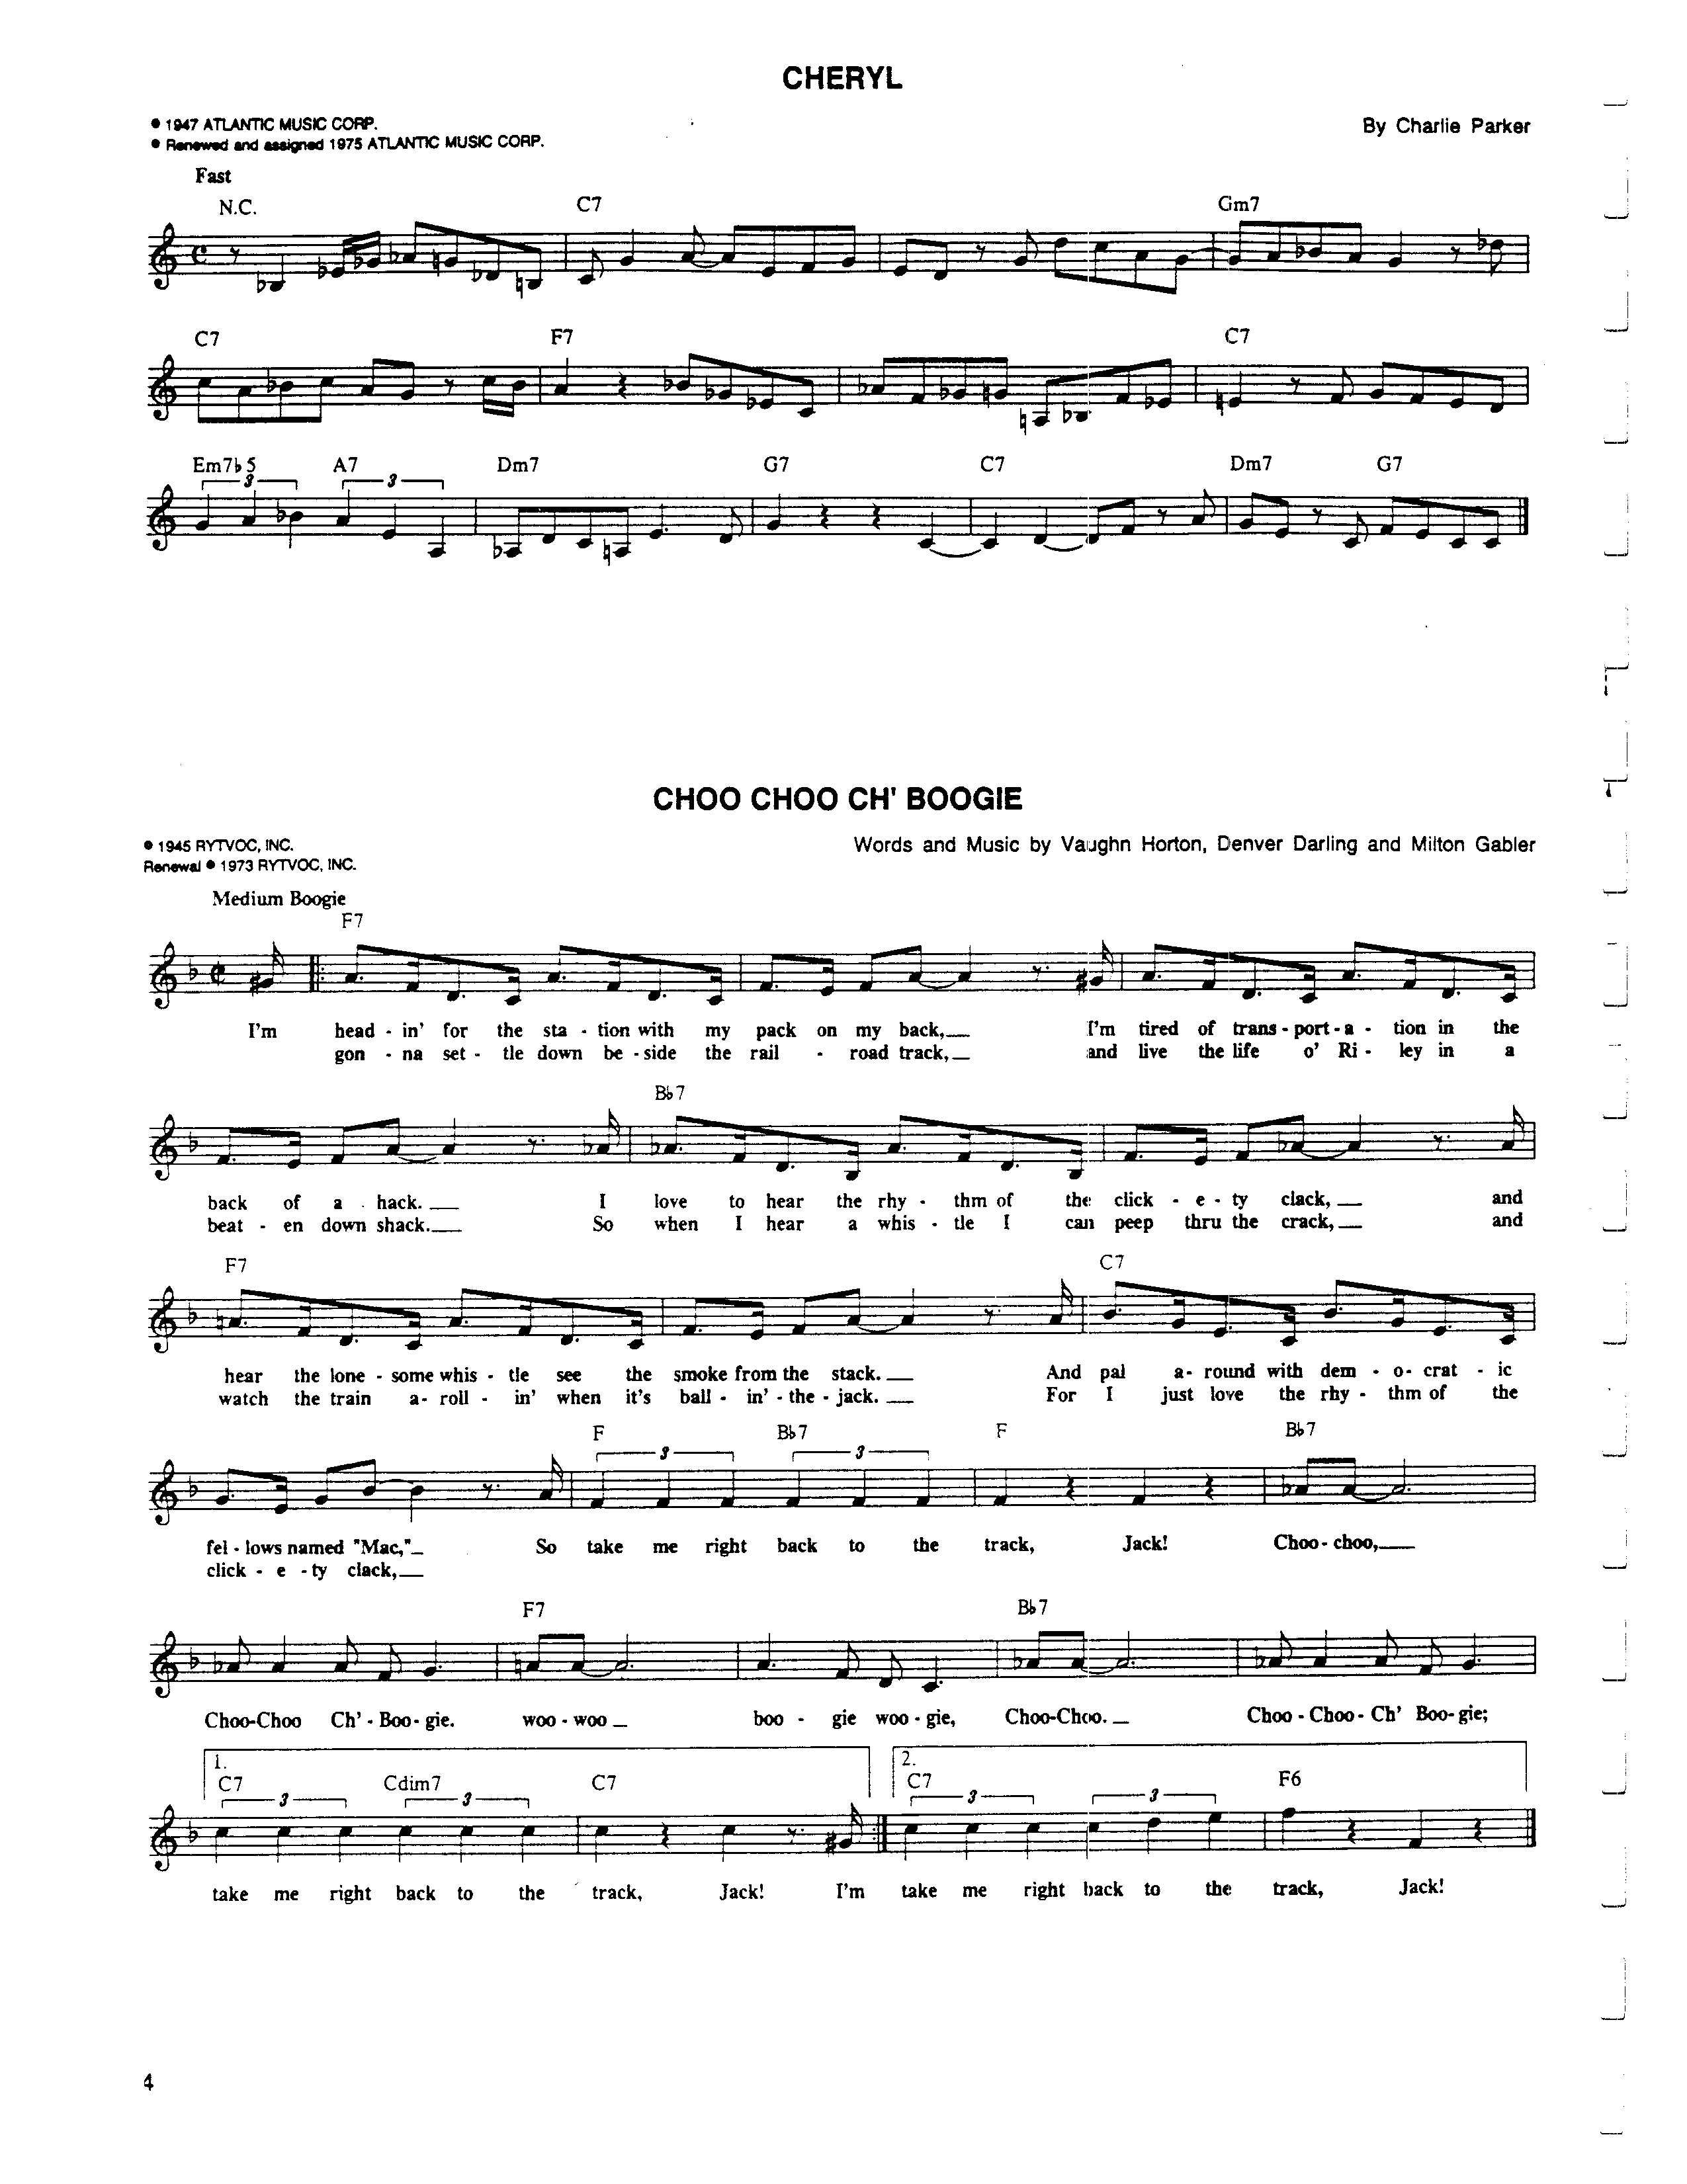 CHERYL
● 1947 ATLANTIC MUSIC CORP.
● Renewed and assigned 1975 ATLANTIC MUSIC CORP.
By Charlie Parker
Fast
N.C. C7 Gm7
C7 F7 C7
Em7♭5 A7 Dm7 G7 C7 Dm7 G7
3 3
CHOO CHOO CH' BOOGIE
● 1945 RYTVOC, INC.
Renewal ● 1973 RYTVOC, INC.
Words and Music by Vaughn Horton, Denver Darling and Milton Gabler
Medium Boogie
F7
I'm head - in' for the sta - tion with my pack on my back,__ I'm tired of trans - port - a - tion in the
gon - na set - tle down be - side the rail - road track,__ and live the life o' Ri - ley in a
B♭7
back of a hack.__ I love to hear the rhy - thm of the click - e - ty clack,__ and
beat - en down shack.__ So when I hear a whis - tle I can peep thru the crack,__ and
F7 C7
hear the lone - some whis - tle see the smoke from the stack.__ And pal a - round with dem - o - crat - ic
watch the train a - roll - in' when it's ball - in' - the - jack.__ For I just love the rhy - thm of the
F B♭7 F B♭7
3 3
fel - lows named "Mac,"_ So take me right back to the track, Jack! Choo - choo,__
click - e - ty clack,__
F7 B♭7
Choo-Choo Ch' - Boo - gie. woo - woo _ boo - gie woo - gie, Choo-Choo. _ Choo - Choo - Ch' Boo - gie;
1. 2.
C7 Cdim7 C7 C7 F6
3 3 3 3
take me right back to the track, Jack! I'm take me right back to the track, Jack!
4